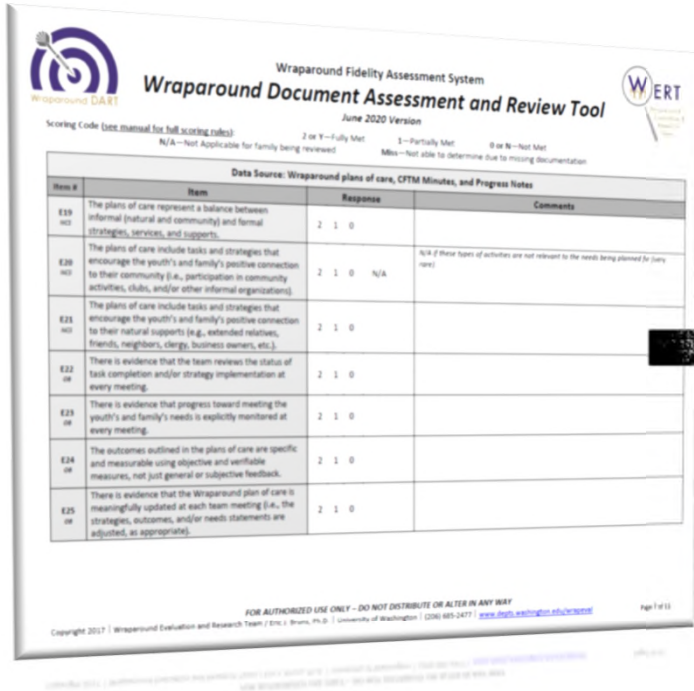 Wraparound Fidelity Assessment System
Wraparound Document Assessment and Review Tool
June 2020 Version
Wraparound DART
WERT
Scoring Code (see manual for full scoring rules):
2 or Y—Fully Met 1—Partially Met 0 or N—Not Met
N/A—Not Applicable for family being reviewed Miss—Not able to determine due to missing documentation
Data Source: Wraparound plans of care, CFTM Minutes, and Progress Notes
Item # Item Response Comments
E19
The plans of care represent a balance between
informal (natural and community) and formal
strategies, services, and supports.
2 1 0
E20
The plans of care include tasks and strategies that
encourage the youth's and family's positive connection
to their community (i.e., participation in community
activities, clubs, and/or other informal organizations).
2 1 0 N/A
N/A if these types of activities are not relevant to the needs being planned for (very
rare)
E21
The plans of care include tasks and strategies that
encourage the youth's and family's positive connection
to their natural supports (e.g., extended relatives,
friends, neighbors, clergy, business owners, etc.).
2 1 0
E22
OB
There is evidence that the team reviews the status of
task completion and/or strategy implementation at
every meeting.
2 1 0
E23
OB
There is evidence that progress toward meeting the
youth's and family's needs is explicitly monitored at
every meeting.
2 1 0
E24
OB
The outcomes outlined in the plans of care are specific
and measurable using objective and verifiable
measures, not just general or subjective feedback.
2 1 0
E25
OB
There is evidence that the Wraparound plan of care is
meaningfully updated at each team meeting (i.e., the
strategies, outcomes, and/or needs statements are
adjusted, as appropriate).
2 1 0
FOR AUTHORIZED USE ONLY – DO NOT DISTRIBUTE OR ALTER IN ANY WAY
Copyright 2017 | Wraparound Evaluation and Research Team / Eric J. Bruns, Ph.D. | University of Washington | (206) 685-2477 | www.depts.washington.edu/wrapeval